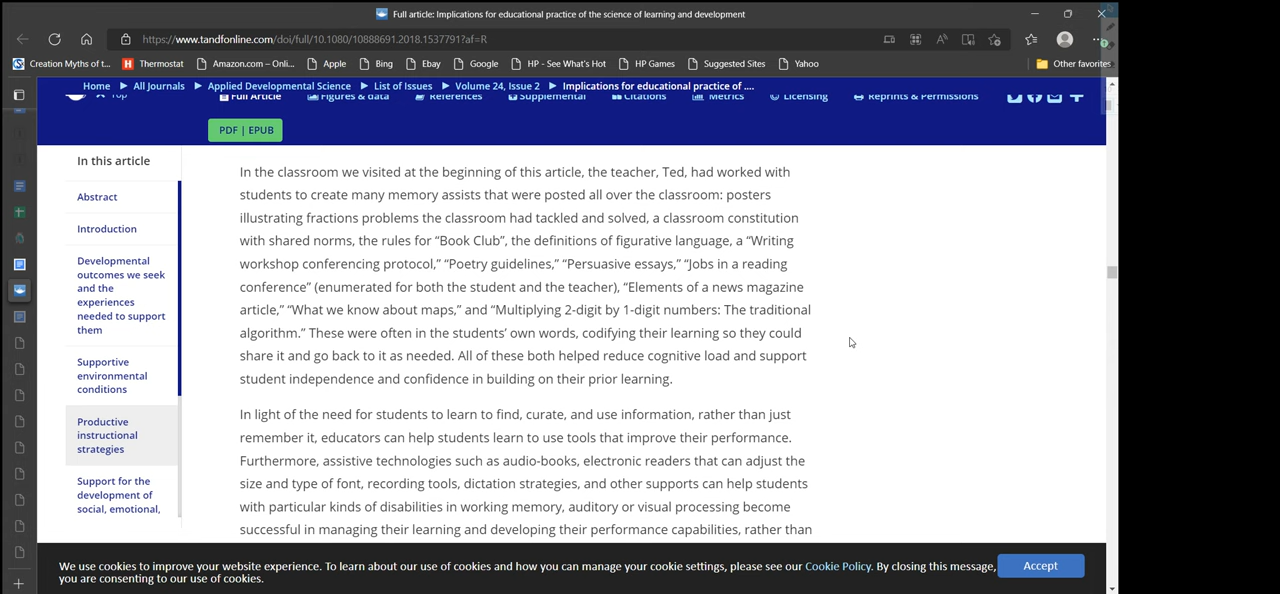 Full article: Implications for educational practice of the science of learning and development
https://www.tandfonline.com/doi/full/10.1080/10888691.2018.1537791?af=R
Creation Myths of t... Thermostat Amazon.com – Onli... Apple Bing Ebay Google HP - See What's Hot HP Games Suggested Sites Yahoo Other favorites
Home ▶ All Journals ▶ Applied Developmental Science ▶ List of Issues ▶ Volume 24, Issue 2 ▶ Implications for educational practice of ....
Top Full Article Figures & data References Supplemental Citations Metrics Licensing Reprints & Permissions
PDF | EPUB
In this article
Abstract
Introduction
Developmental
outcomes we seek
and the
experiences
needed to support
them
Supportive
environmental
conditions
Productive
instructional
strategies
Support for the
development of
social, emotional,
In the classroom we visited at the beginning of this article, the teacher, Ted, had worked with
students to create many memory assists that were posted all over the classroom: posters
illustrating fractions problems the classroom had tackled and solved, a classroom constitution
with shared norms, the rules for “Book Club”, the definitions of figurative language, a “Writing
workshop conferencing protocol,” “Poetry guidelines,” “Persuasive essays,” “Jobs in a reading
conference” (enumerated for both the student and the teacher), “Elements of a news magazine
article,” “What we know about maps,” and “Multiplying 2-digit by 1-digit numbers: The traditional
algorithm.” These were often in the students’ own words, codifying their learning so they could
share it and go back to it as needed. All of these both helped reduce cognitive load and support
student independence and confidence in building on their prior learning.
In light of the need for students to learn to find, curate, and use information, rather than just
remember it, educators can help students learn to use tools that improve their performance.
Furthermore, assistive technologies such as audio-books, electronic readers that can adjust the
size and type of font, recording tools, dictation strategies, and other supports can help students
with particular kinds of disabilities in working memory, auditory or visual processing become
successful in managing their learning and developing their performance capabilities, rather than
We use cookies to improve your website experience. To learn about our use of cookies and how you can manage your cookie settings, please see our Cookie Policy. By closing this message,
you are consenting to our use of cookies.
Accept